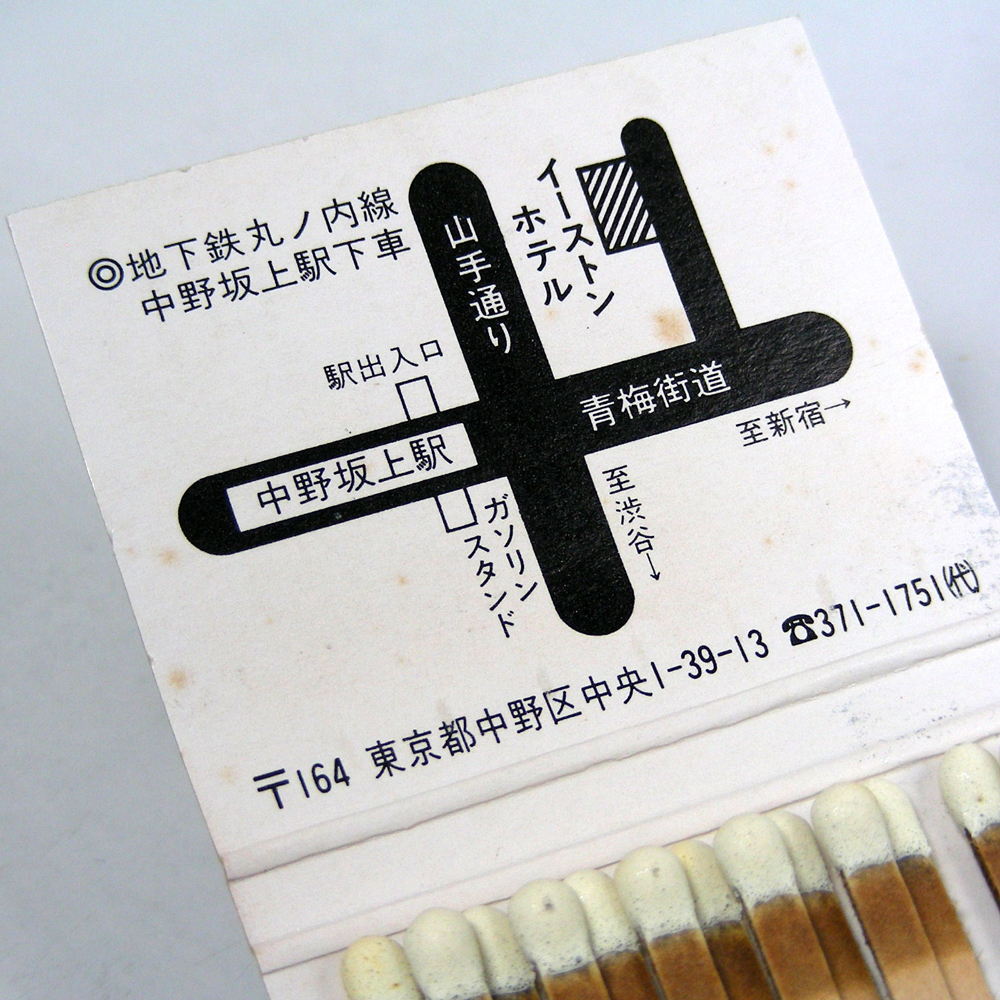 ◎地下鉄丸ノ内線
中野坂上駅下車
山手通り
イーストン
ホテル
駅出入口
中野坂上駅
青梅街道
至新宿→
至渋谷→
ガソリン
スタンド
〒164 東京都中野区中央1-39-13 ☎371-1751(代)